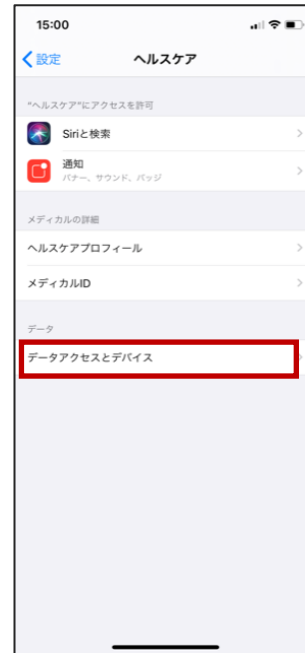 15:00
設定
ヘルスケア
"ヘルスケア"にアクセスを許可
Siriと検索
通知
バナー、サウンド、バッジ
メディカルの詳細
ヘルスケアプロフィール
メディカルID
データ
データアクセスとデバイス